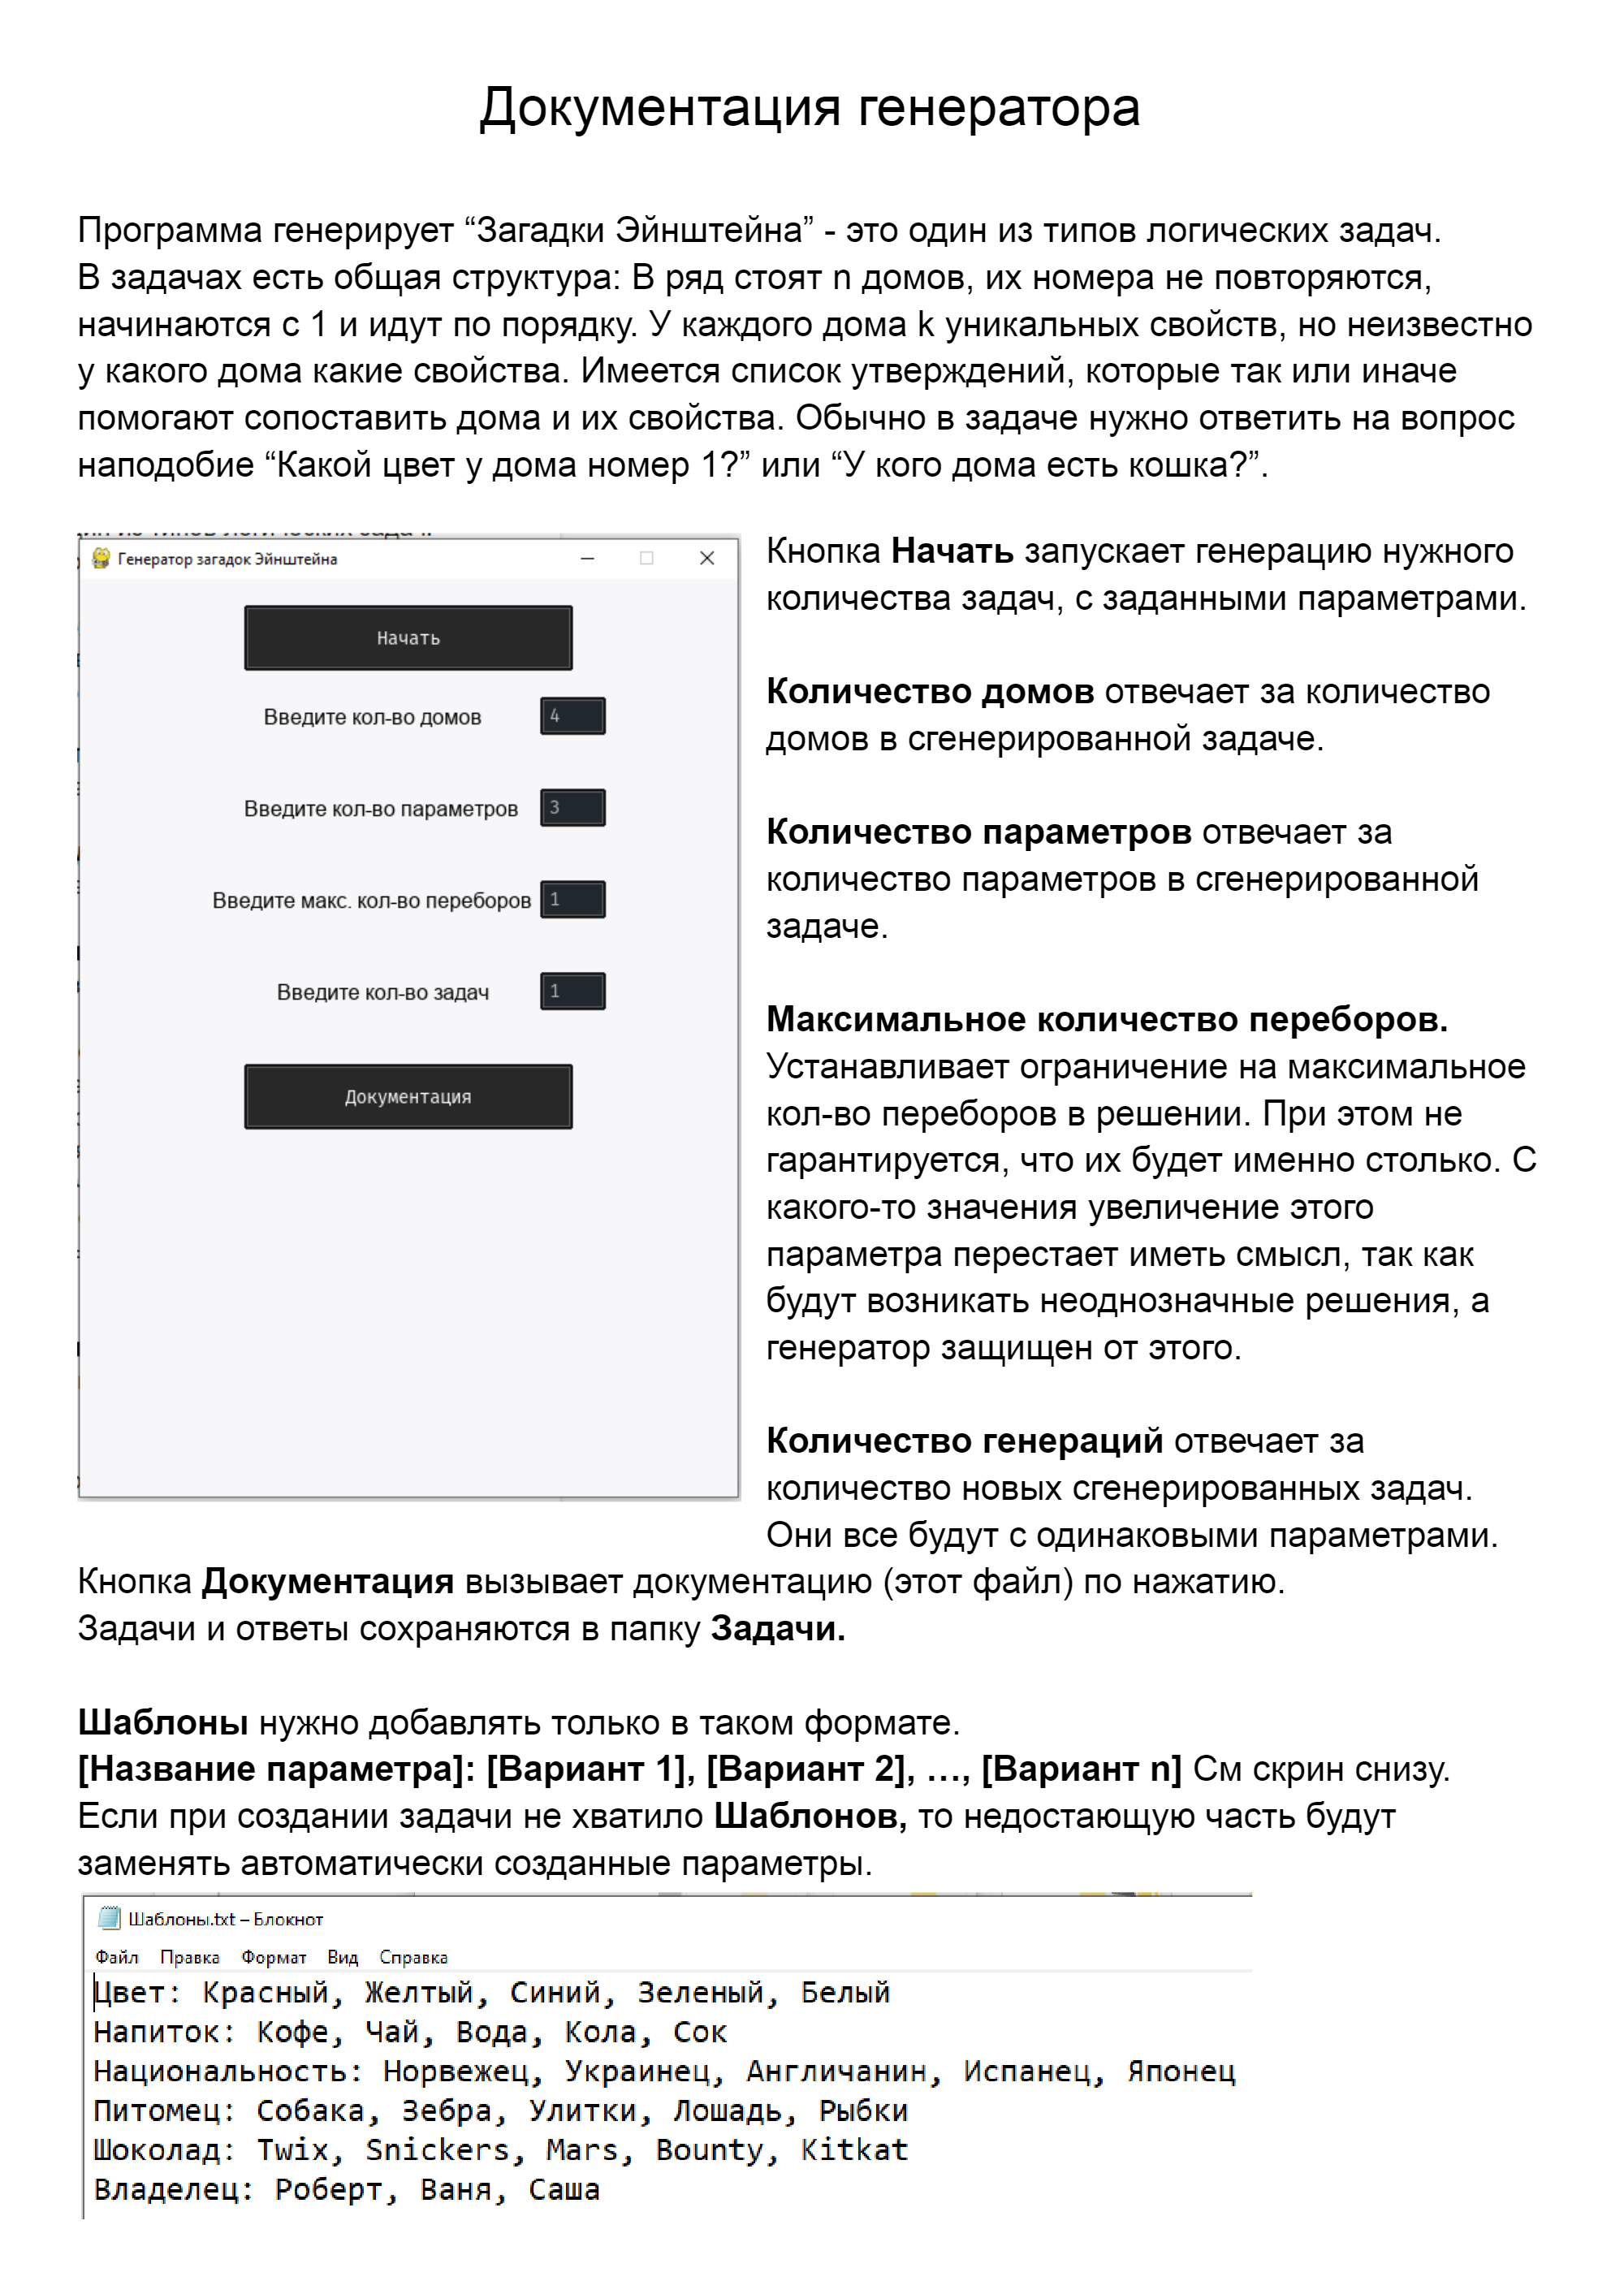 Документация генератора
Программа генерирует “Загадки Эйнштейна” - это один из типов логических задач.
В задачах есть общая структура: В ряд стоят n домов, их номера не повторяются,
начинаются с 1 и идут по порядку. У каждого дома k уникальных свойств, но неизвестно
у какого дома какие свойства. Имеется список утверждений, которые так или иначе
помогают сопоставить дома и их свойства. Обычно в задаче нужно ответить на вопрос
наподобие “Какой цвет у дома номер 1?” или “У кого дома есть кошка?”.
Генератор загадок Эйнштейна
Начать
Введите кол-во домов 4
Введите кол-во параметров 3
Введите макс. кол-во переборов 1
Введите кол-во задач 1
Документация
Кнопка Начать запускает генерацию нужного
количества задач, с заданными параметрами.
Количество домов отвечает за количество
домов в сгенерированной задаче.
Количество параметров отвечает за
количество параметров в сгенерированной
задаче.
Максимальное количество переборов.
Устанавливает ограничение на максимальное
кол-во переборов в решении. При этом не
гарантируется, что их будет именно столько. С
какого-то значения увеличение этого
параметра перестает иметь смысл, так как
будут возникать неоднозначные решения, а
генератор защищен от этого.
Количество генераций отвечает за
количество новых сгенерированных задач.
Они все будут с одинаковыми параметрами.
Кнопка Документация вызывает документацию (этот файл) по нажатию.
Задачи и ответы сохраняются в папку Задачи.
Шаблоны нужно добавлять только в таком формате.
[Название параметра]: [Вариант 1], [Вариант 2], …, [Вариант n] См скрин снизу.
Если при создании задачи не хватило Шаблонов, то недостающую часть будут
заменять автоматически созданные параметры.
Шаблоны.txt – Блокнот
Файл Правка Формат Вид Справка
Цвет: Красный, Желтый, Синий, Зеленый, Белый
Напиток: Кофе, Чай, Вода, Кола, Сок
Национальность: Норвежец, Украинец, Англичанин, Испанец, Японец
Питомец: Собака, Зебра, Улитки, Лошадь, Рыбки
Шоколад: Twix, Snickers, Mars, Bounty, Kitkat
Владелец: Роберт, Ваня, Саша